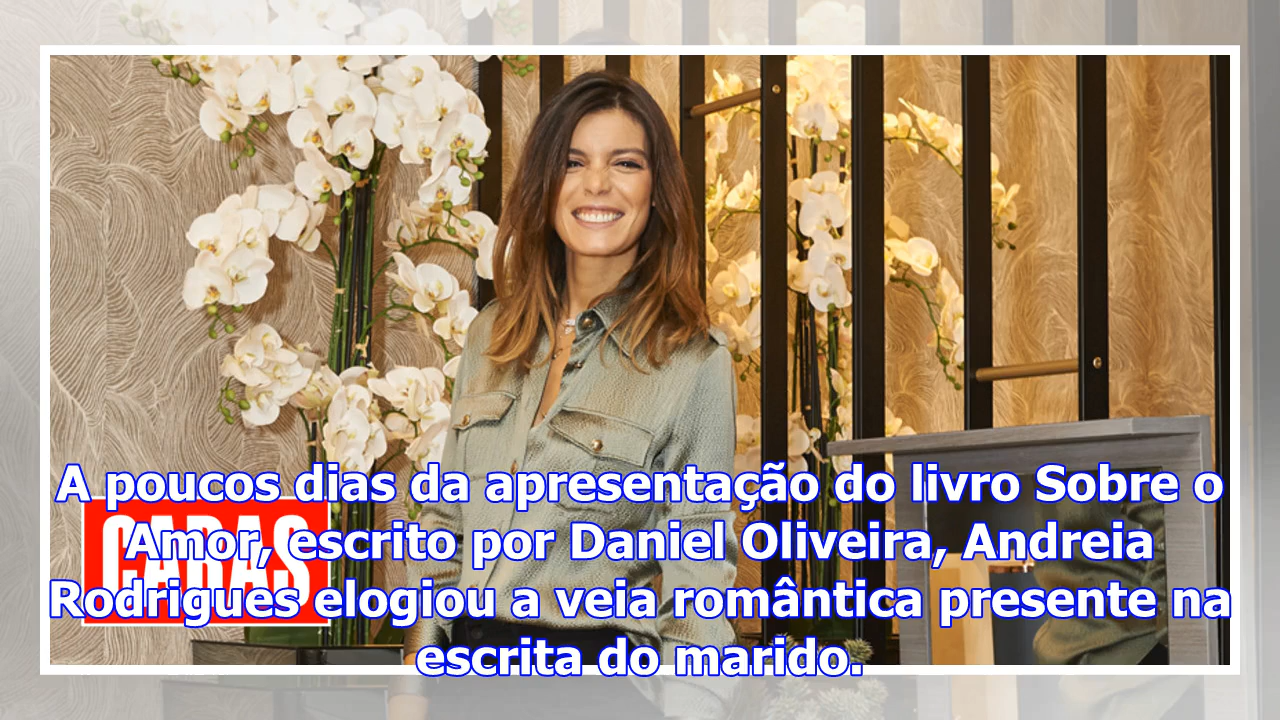 A poucos dias da apresentação do livro Sobre o
Amor, escrito por Daniel Oliveira, Andreia
Rodrigues elogiou a veia romântica presente na
escrita do marido.
CARAS